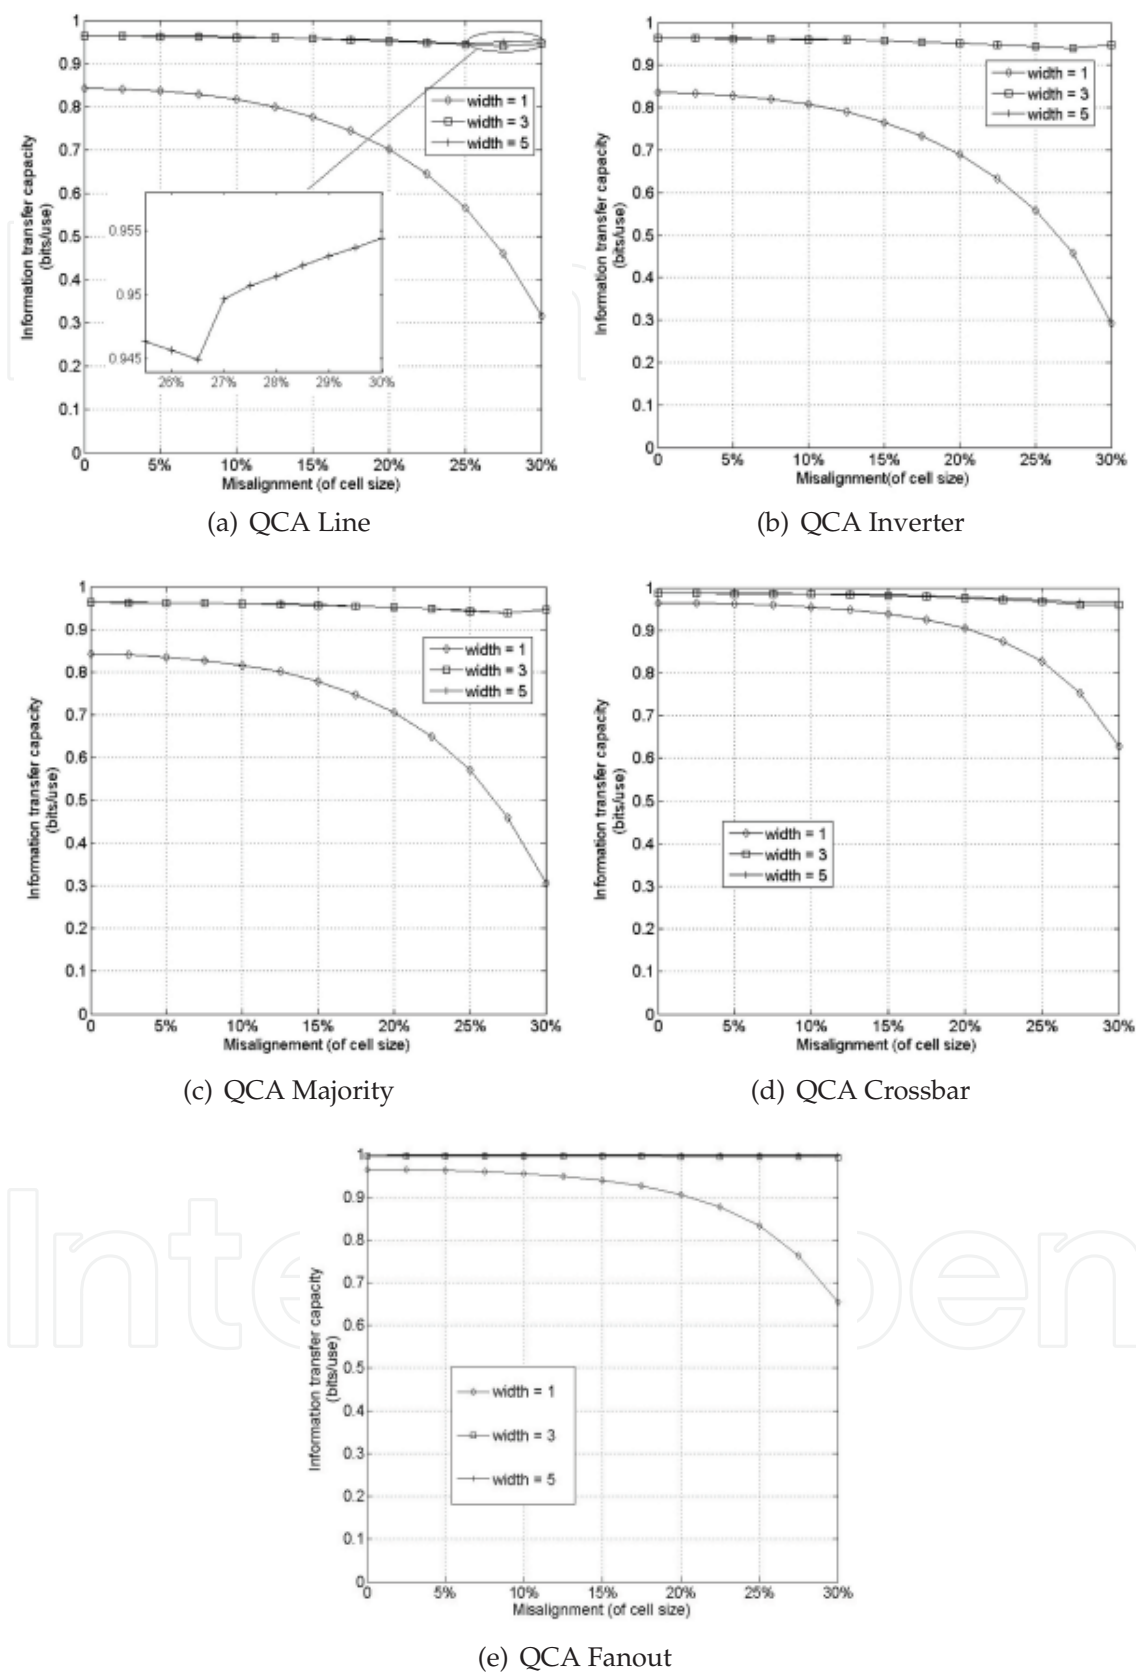 1
0.9
0.8
0.7
0.6
0.5
0.4
0.3
0.2
0.1
0
Information transfer capacity
(bits/use)
width = 1
width = 3
width = 5
0.955
0.95
0.945
26%
27%
28%
29%
30%
0
5%
10%
15%
20%
25%
30%
Misalignment (of cell size)
(a) QCA Line
1
0.9
0.8
0.7
0.6
0.5
0.4
0.3
0.2
0.1
0
Information transfer capacity
(bits/use)
width = 1
width = 3
width = 5
0
5%
10%
15%
20%
25%
30%
Misalignment(of cell size)
(b) QCA Inverter
1
0.9
0.8
0.7
0.6
0.5
0.4
0.3
0.2
0.1
0
Information transfer capacity
(bits/use)
width = 1
width = 3
width = 5
0
5%
10%
15%
20%
25%
30%
Misalignement (of cell size)
(c) QCA Majority
1
0.9
0.8
0.7
0.6
0.5
0.4
0.3
0.2
0.1
0
Information transfer capacity
(bits/use)
width = 1
width = 3
width = 5
0
5%
10%
15%
20%
25%
30%
Misalignment (of cell size)
(d) QCA Crossbar
1
0.9
0.8
0.7
0.6
0.5
0.4
0.3
0.2
0.1
0
Information transfer capacity
(bits/use)
width = 1
width = 3
width = 5
0
5%
10%
15%
20%
25%
30%
Misalignment (of cell size)
(e) QCA Fanout